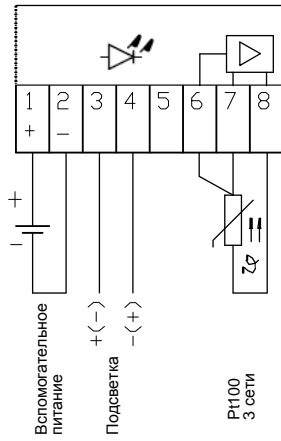 1 2 3 4 5 6 7 8
+ −
+
−
+(−)
−(+)
ϑ
Вспомогательное
питание
Подсветка
Pt100
3 сети